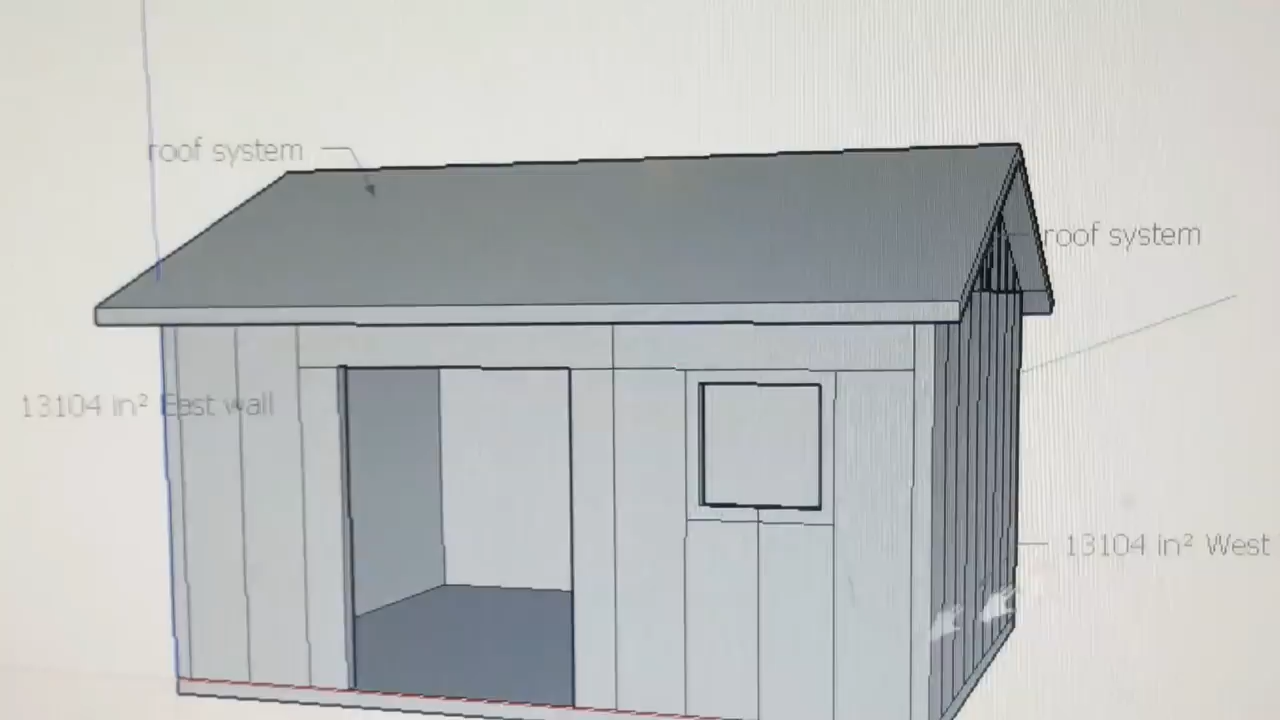 roof system
roof system
13104 in² East wall
13104 in² West